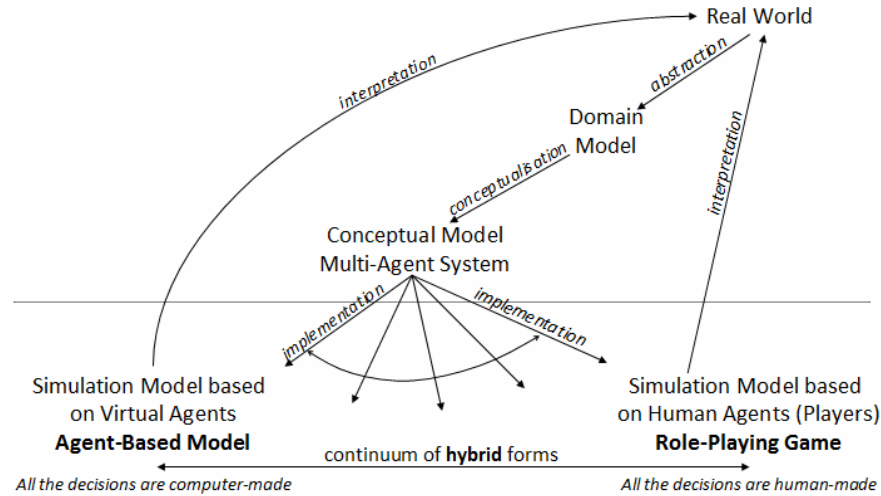 Real World
abstraction
interpretation
Domain
Model
interpretation
conceptualisation
Conceptual Model
Multi-Agent System
implementation
implementation
Simulation Model based
on Virtual Agents
Agent-Based Model
Simulation Model based
on Human Agents (Players)
Role-Playing Game
continuum of hybrid forms
All the decisions are computer-made
All the decisions are human-made